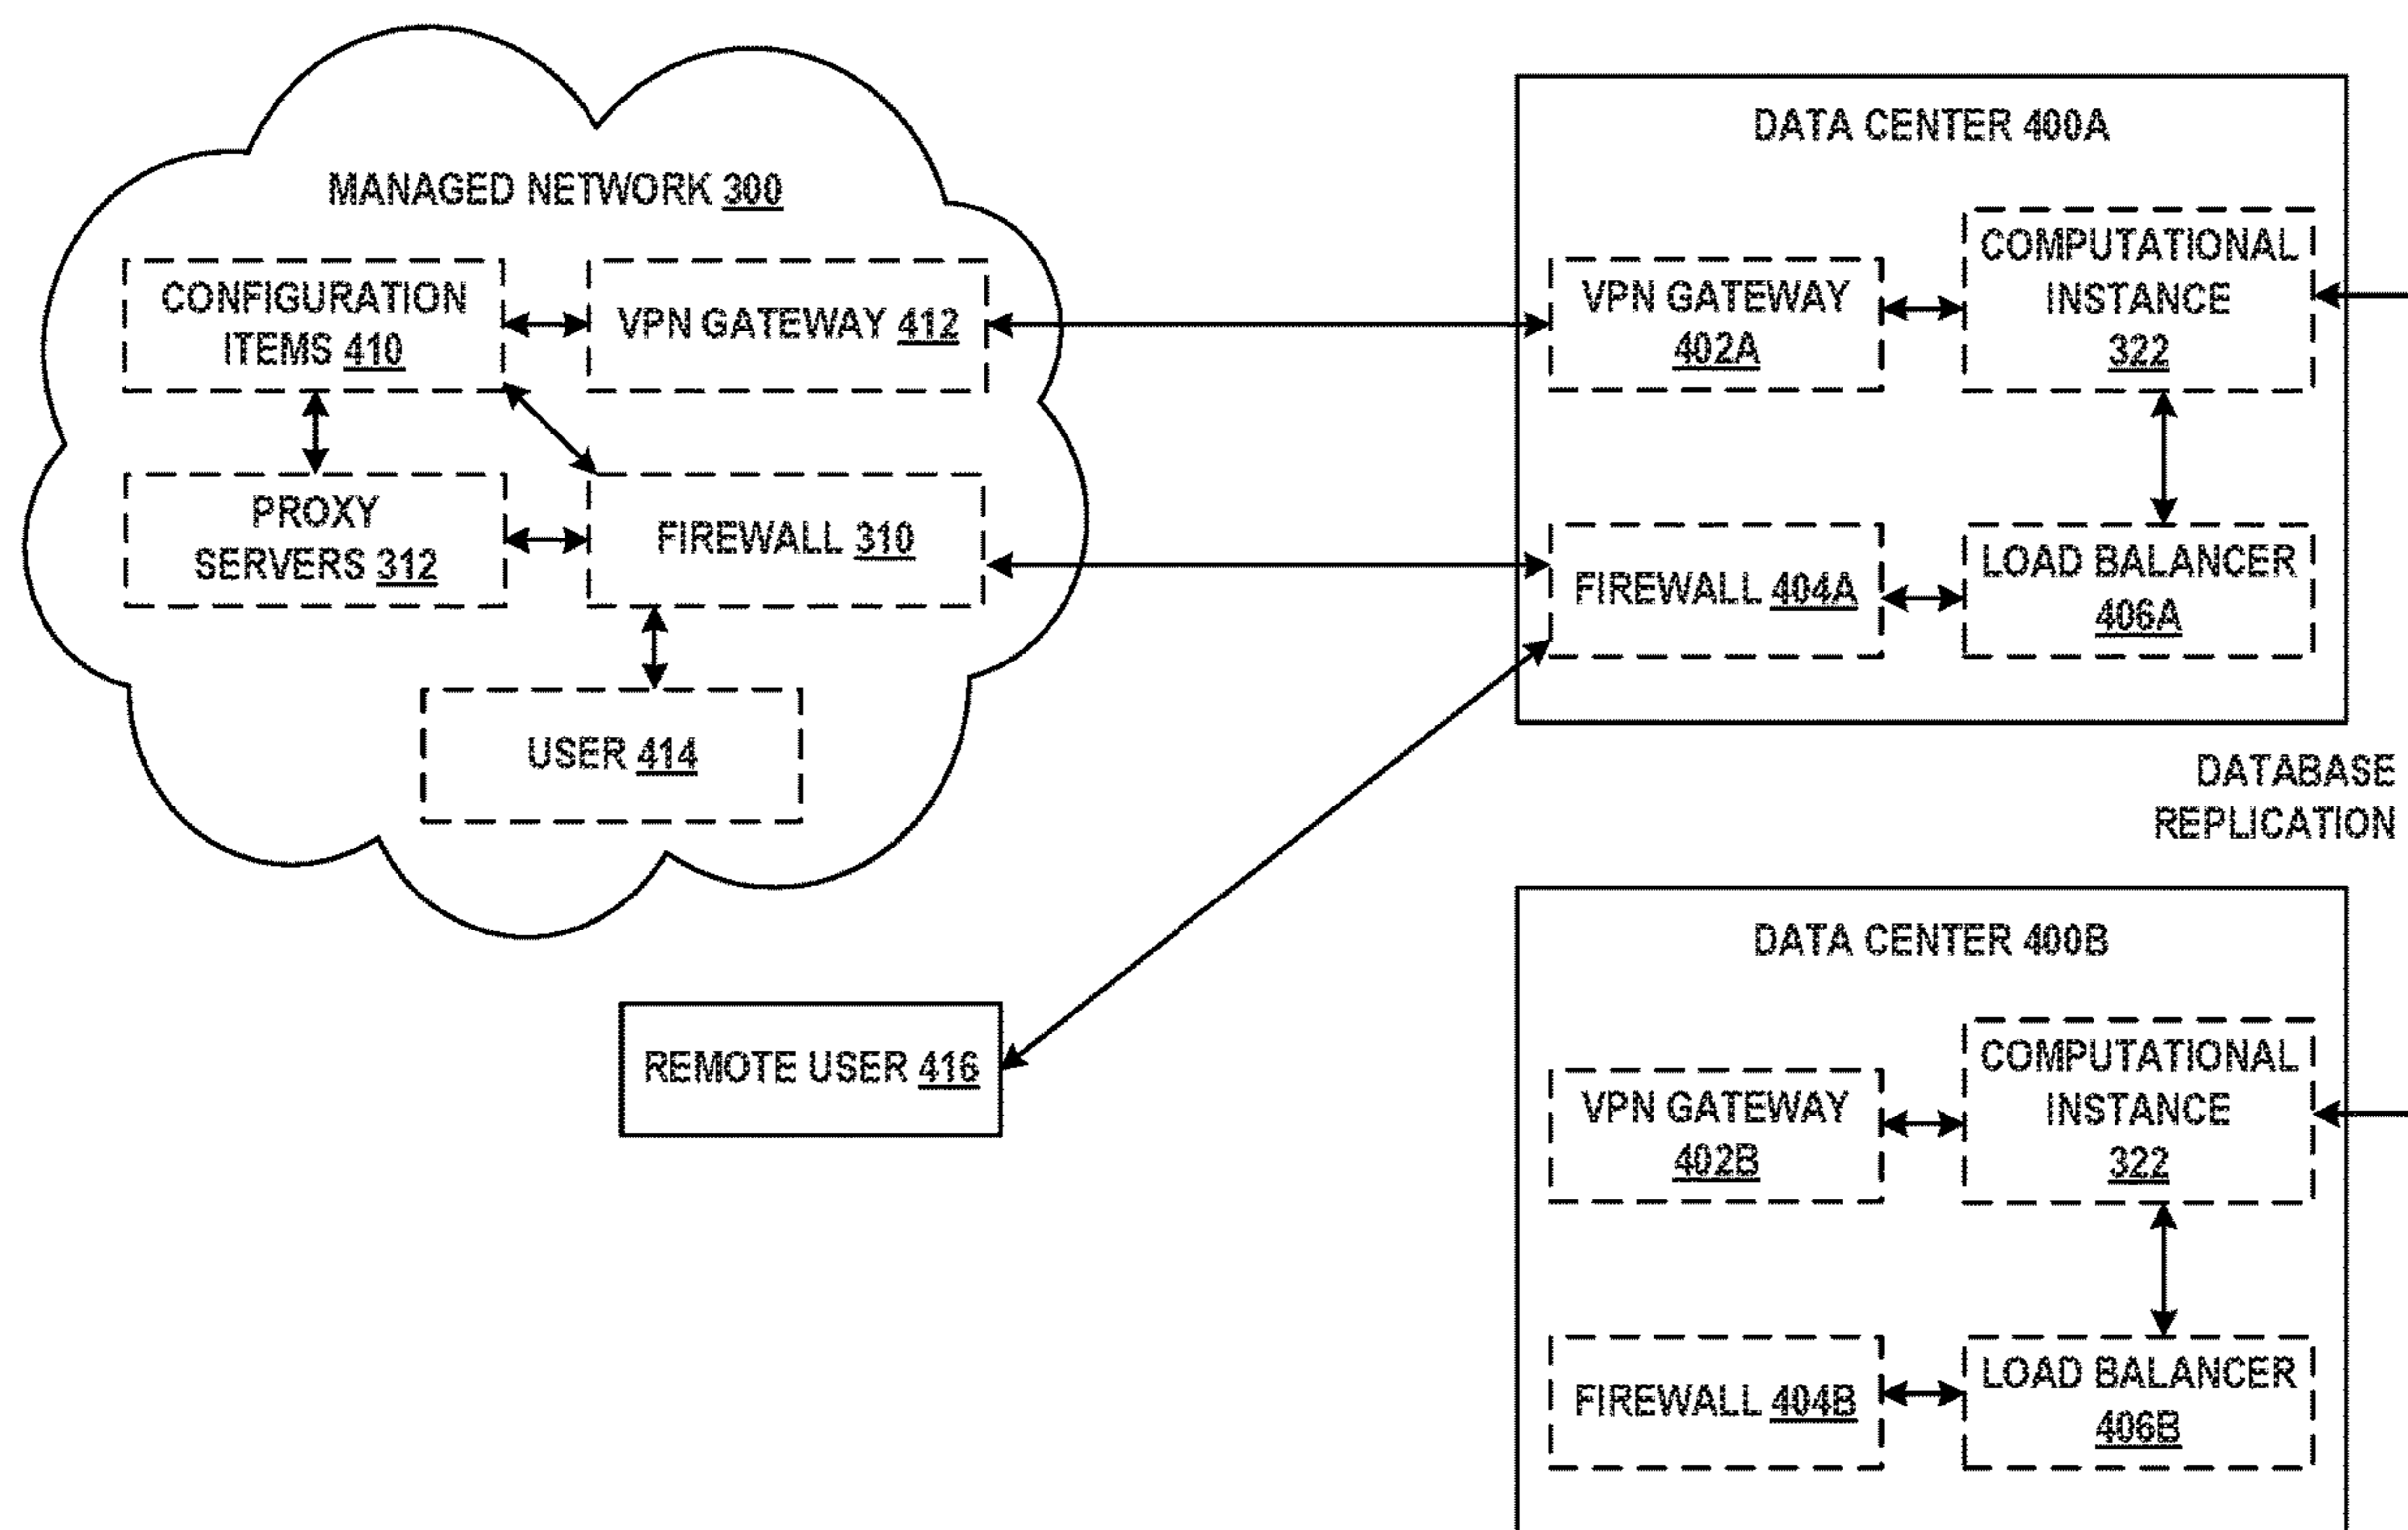 MANAGED NETWORK 300
CONFIGURATION
ITEMS 410
VPN GATEWAY 412
PROXY
SERVERS 312
FIREWALL 310
USER 414
REMOTE USER 416
DATA CENTER 400A
VPN GATEWAY
402A
COMPUTATIONAL
INSTANCE
322
FIREWALL 404A
LOAD BALANCER
406A
DATABASE
REPLICATION
DATA CENTER 400B
VPN GATEWAY
402B
COMPUTATIONAL
INSTANCE
322
FIREWALL 404B
LOAD BALANCER
406B